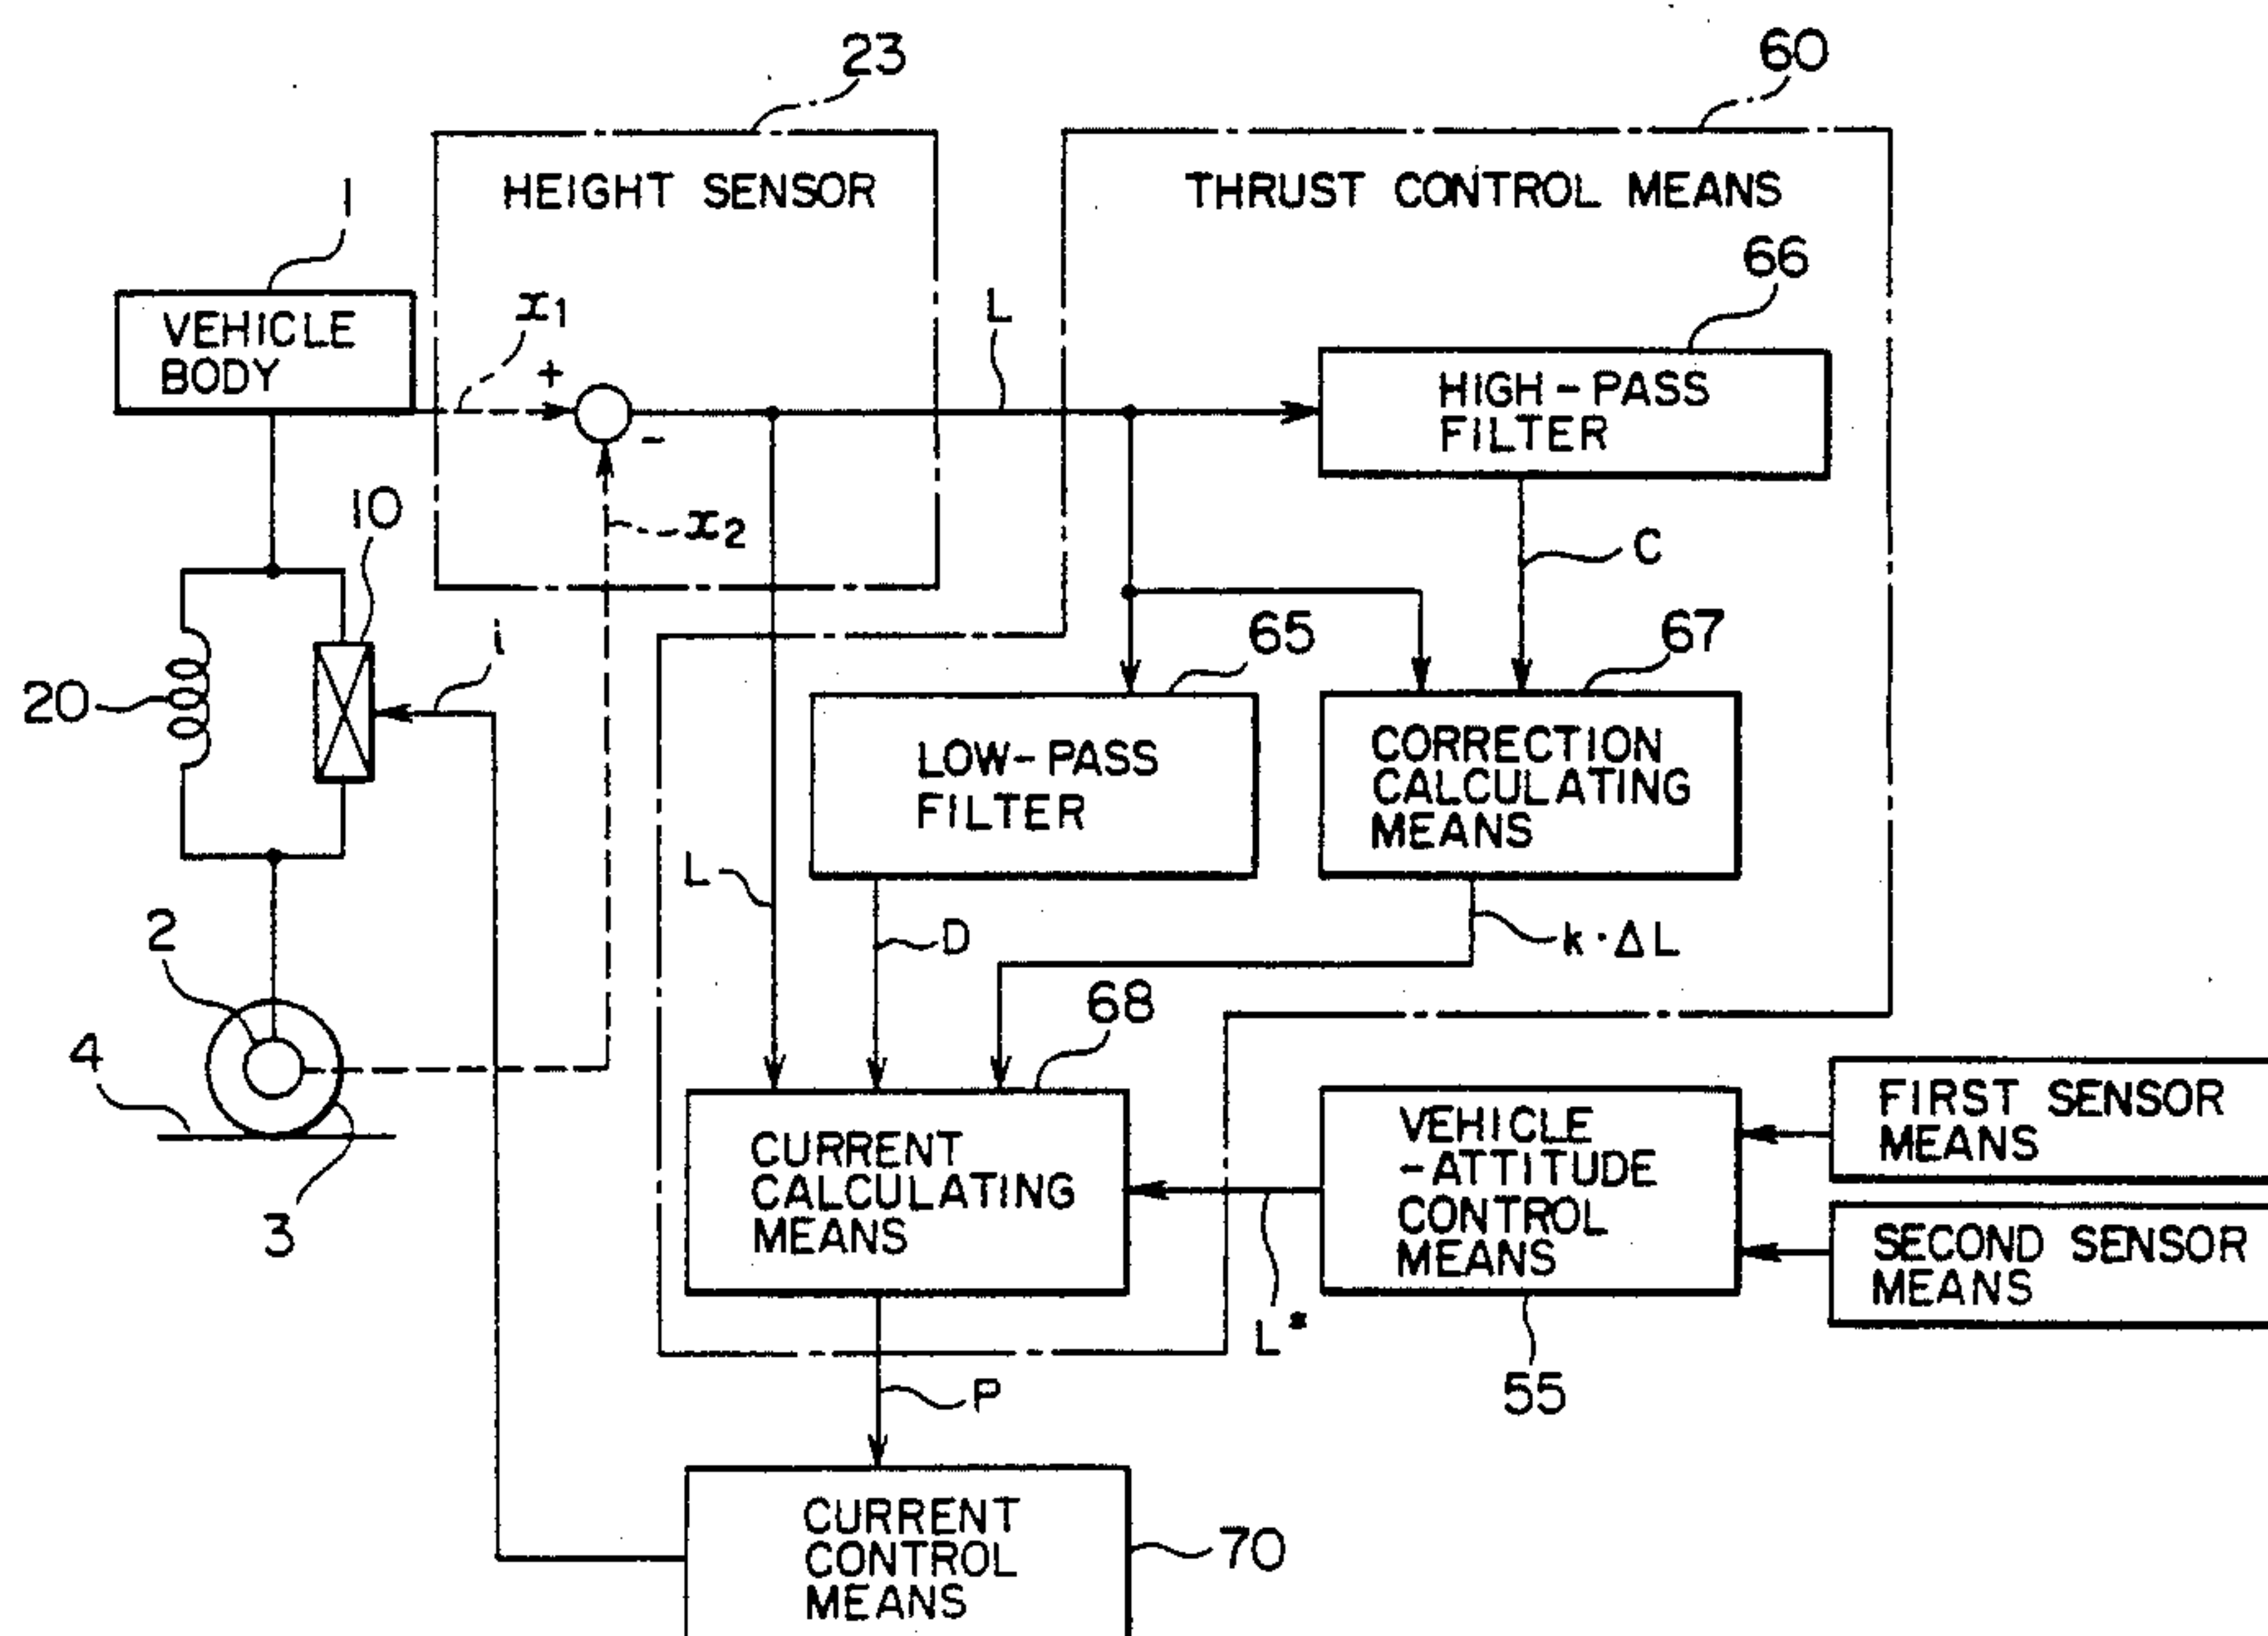 23
60
HEIGHT SENSOR
THRUST CONTROL MEANS
1
66
VEHICLE
BODY
x1
+
-
L
HIGH-PASS
FILTER
10
x2
C
i
65
67
20
LOW-PASS
FILTER
CORRECTION
CALCULATING
MEANS
L
D
k·ΔL
2
68
4
3
CURRENT
CALCULATING
MEANS
VEHICLE
-ATTITUDE
CONTROL
MEANS
FIRST SENSOR
MEANS
SECOND SENSOR
MEANS
L*
55
P
CURRENT
CONTROL
MEANS
70